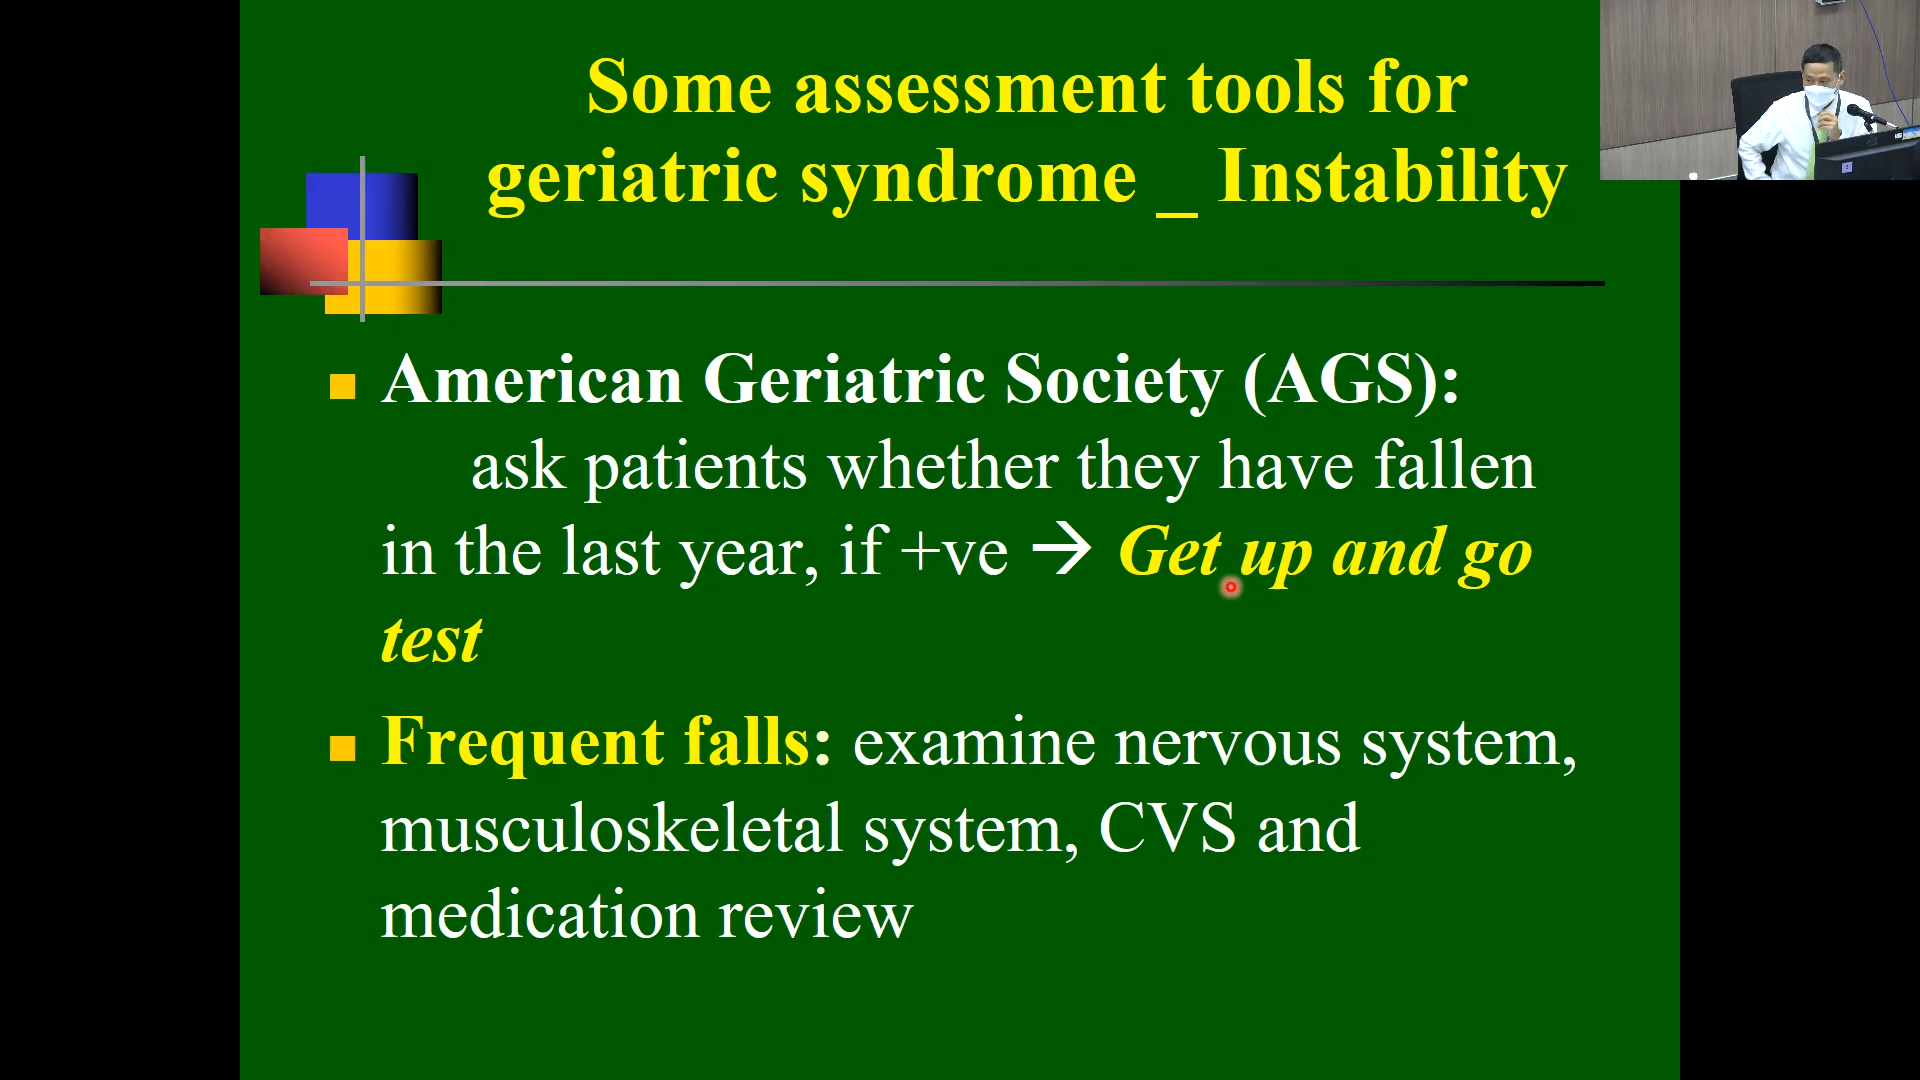 Some assessment tools for
geriatric syndrome _ Instability
American Geriatric Society (AGS):
ask patients whether they have fallen
in the last year, if +ve → Get up and go
test
Frequent falls: examine nervous system,
musculoskeletal system, CVS and
medication review